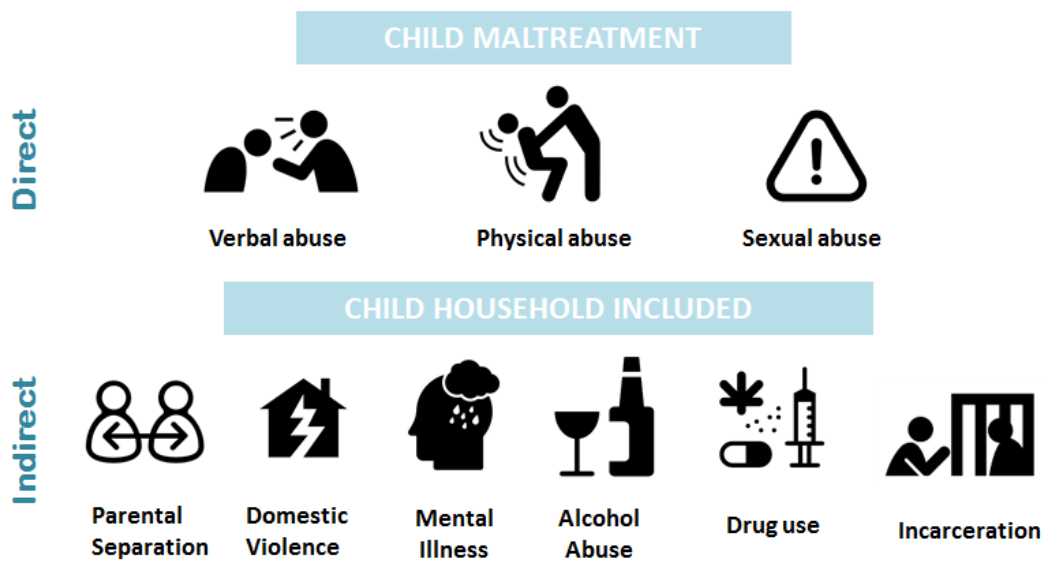 CHILD MALTREATMENT
Direct
Verbal abuse
Physical abuse
Sexual abuse
CHILD HOUSEHOLD INCLUDED
Indirect
Parental
Separation
Domestic
Violence
Mental
Illness
Alcohol
Abuse
Drug use
Incarceration